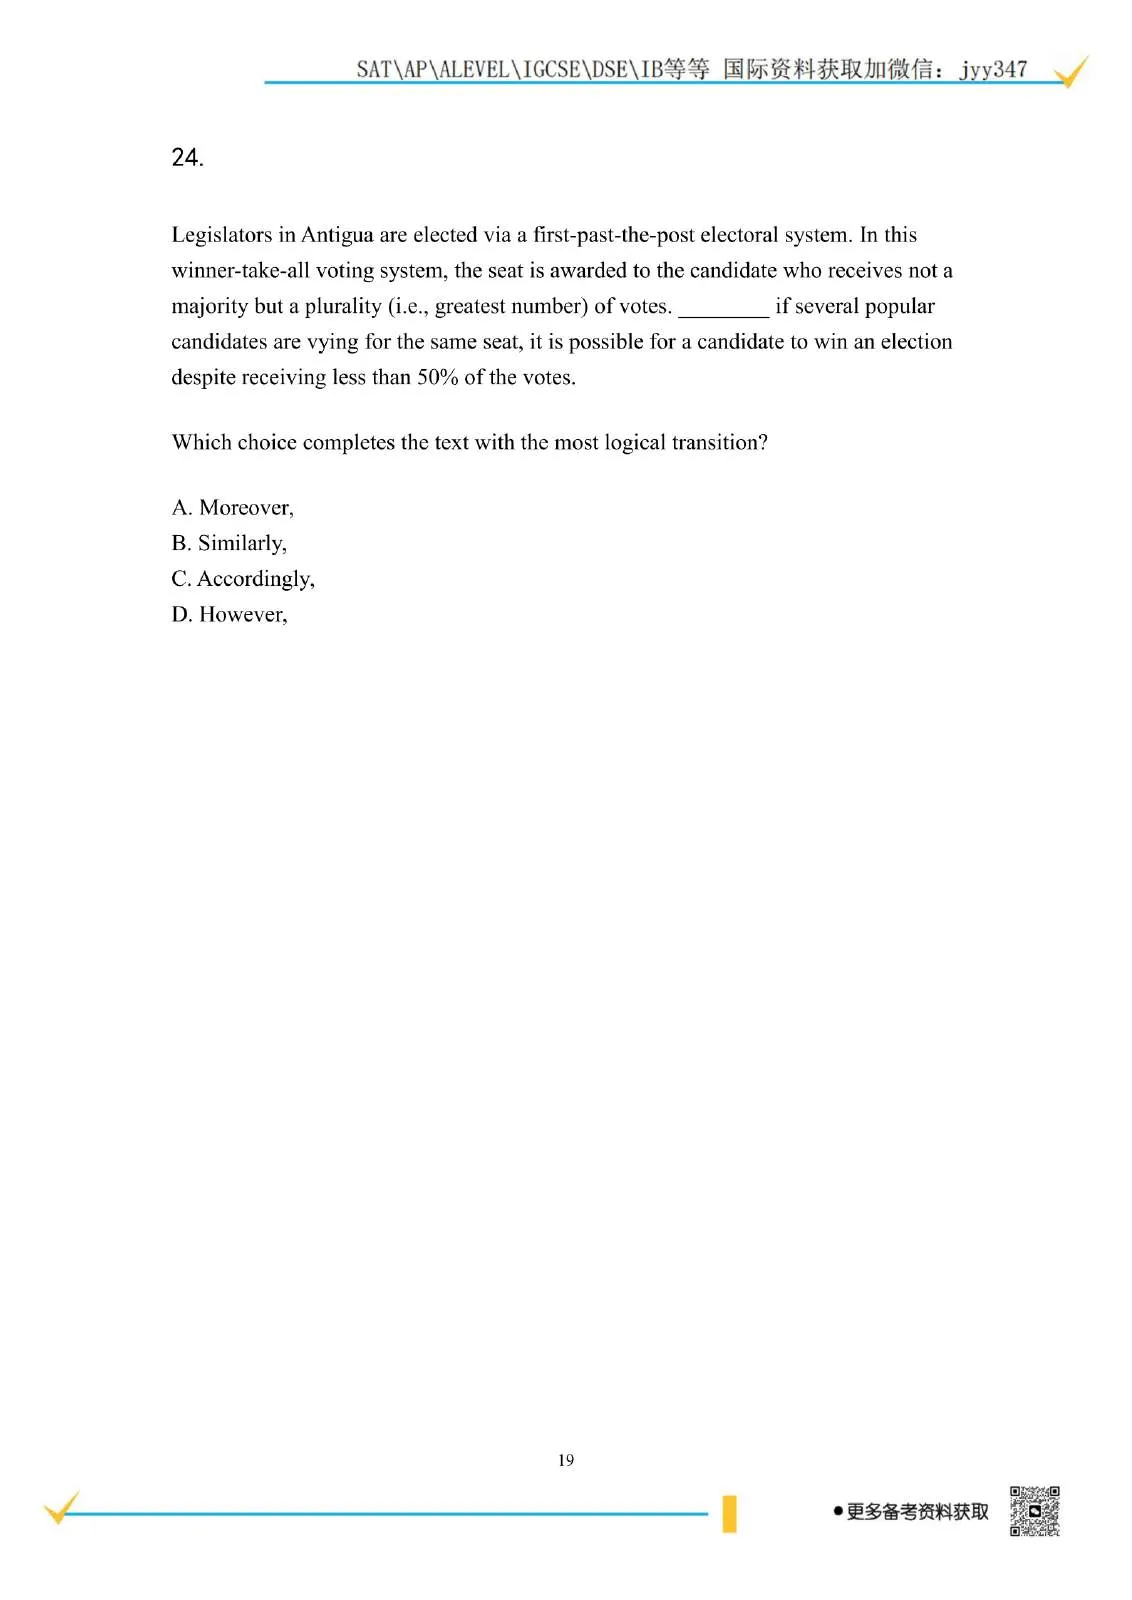 SAT\AP\ALEVEL\IGCSE\DSE\IB等等 国际资料获取加微信：jyy347
24.
Legislators in Antigua are elected via a first-past-the-post electoral system. In this
winner-take-all voting system, the seat is awarded to the candidate who receives not a
majority but a plurality (i.e., greatest number) of votes. ________ if several popular
candidates are vying for the same seat, it is possible for a candidate to win an election
despite receiving less than 50% of the votes.
Which choice completes the text with the most logical transition?
A. Moreover,
B. Similarly,
C. Accordingly,
D. However,
19
●更多备考资料获取